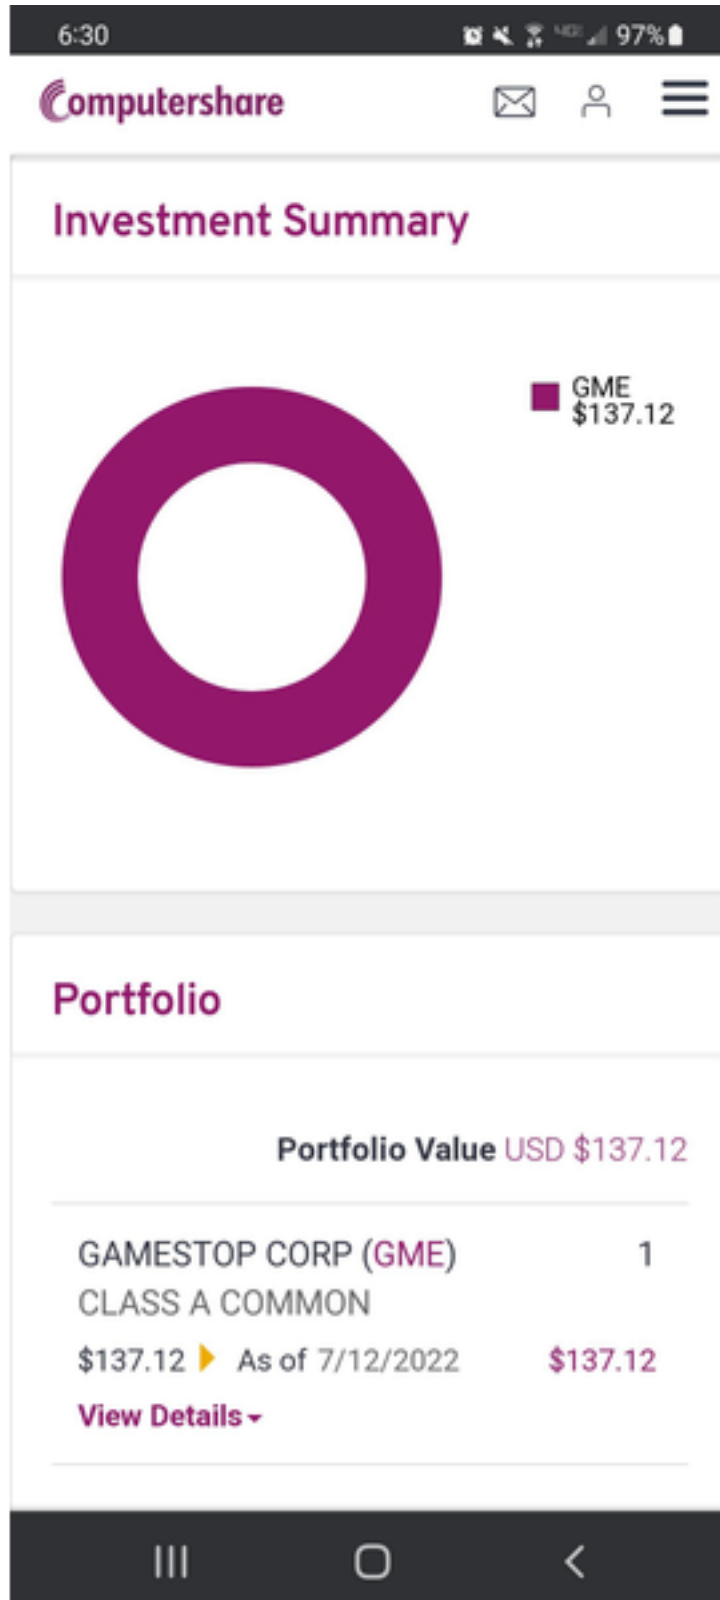 6:30 97%
Computershare
Investment Summary
GME
$137.12
Portfolio
Portfolio Value USD $137.12
GAMESTOP CORP (GME) 1
CLASS A COMMON
$137.12 As of 7/12/2022 $137.12
View Details